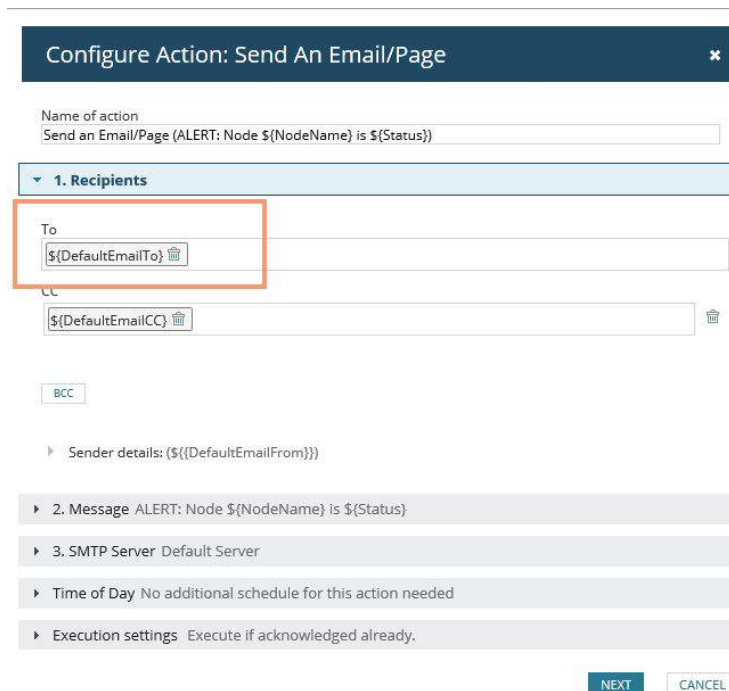 Configure Action: Send An Email/Page
Name of action
Send an Email/Page (ALERT: Node ${NodeName} is ${Status})
1. Recipients
To
${DefaultEmailTo}
CC
${DefaultEmailCC}
BCC
Sender details: (${{DefaultEmailFrom}})
2. Message ALERT: Node ${NodeName} is ${Status}
3. SMTP Server Default Server
Time of Day No additional schedule for this action needed
Execution settings Execute if acknowledged already.
NEXT CANCEL